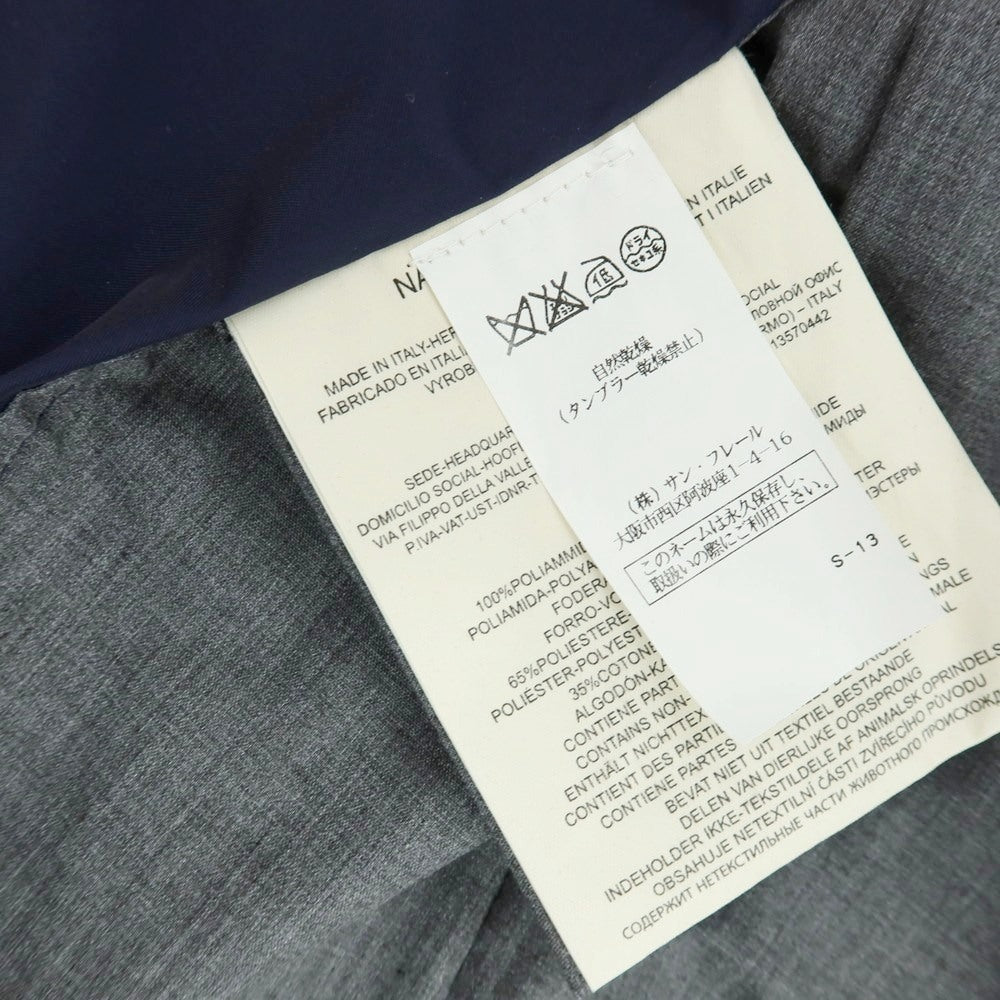 ドライ
セキユ系
低
自然乾燥
(タンブラー乾燥禁止)
(株)サン・フレール
大阪市西区阿波座1-4-16
このネームは永久保存し、
取扱いの際にご利用下さい。
S-13
N ITALIE
T I ITALIEN
MADE IN ITALY-HER
FABRICADO EN ITALI
VYROB
OCIAL
ЛОВНОЙ ОФИС
RMO) – ITALY
13570442
SEDE-HEADQUAR
DOMICILIO SOCIAL-HOOF
VIA FILIPPO DELLA VALLE
P.IVA-VAT-UST-IDNR-T
IDE
МИДЫ
100%POLIAMMID
POLIAMIDA-POLYA
TER
ЭСТЕРЫ
FODERA
FORRO-VO
65%POLIESTERE-
POLIÉSTER-POLYEST
35%COTONE
ALGODÓN-KA
CONTIENE PART
CONTAINS NON-
NGS
ENTHÄLT NICHTTEX
MALE
CONTIENT DES PARTIE
AL
CONTIENE PARTES
BEVAT NIET UIT TEXTIEL BESTAANDE
DELEN VAN DIERLIJKE OORSPRONG
INDEHOLDER IKKE-TEKSTILDELE AF ANIMALSK OPRINDELS
OBSAHUJE NETEXTILNÍ ČÁSTI ZVÍŘECÍHO PŮVODU
СОДЕРЖИТ НЕТЕКСТИЛЬНЫЕ ЧАСТИ ЖИВОТНОГО ПРОИСХОЖ